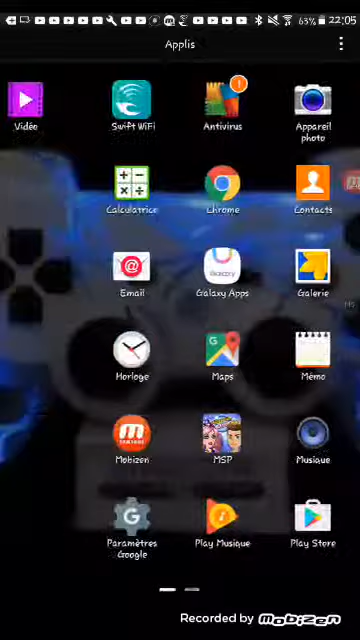 63% 22:05
Applis
Vidéo
Swift WiFi
Antivirus
Appareil
photo
Calculatrice
Chrome
Contacts
Email
Galaxy Apps
Galerie
Horloge
Maps
Mémo
Mobizen
MSP
Musique
Paramètres
Google
Play Musique
Play Store
Recorded by mobizen